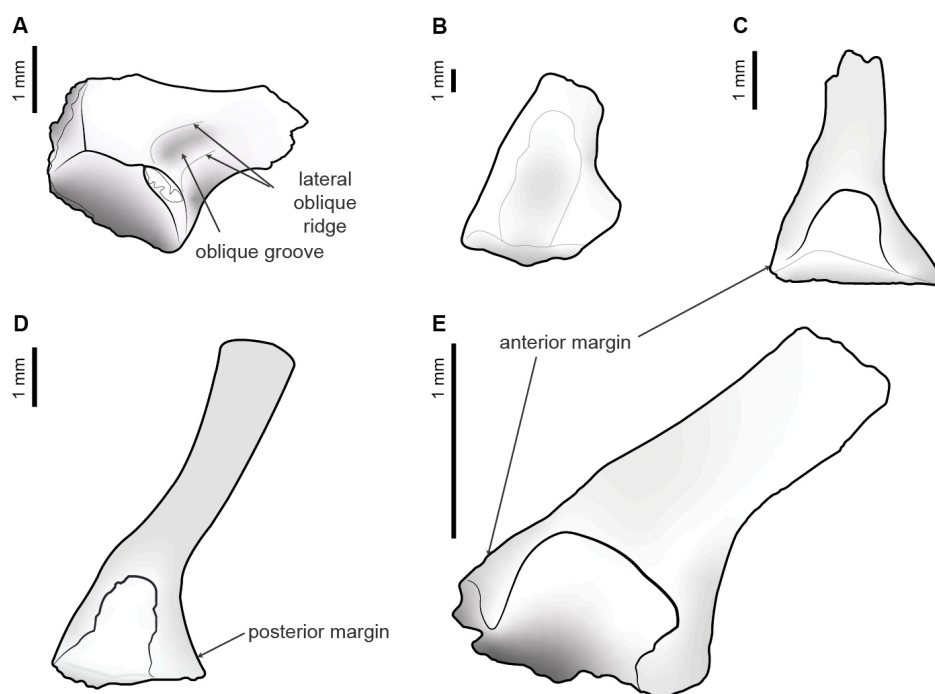 A
1 mm
lateral
oblique
ridge
oblique groove
B
1 mm
C
1 mm
D
1 mm
posterior margin
E
1 mm
anterior margin